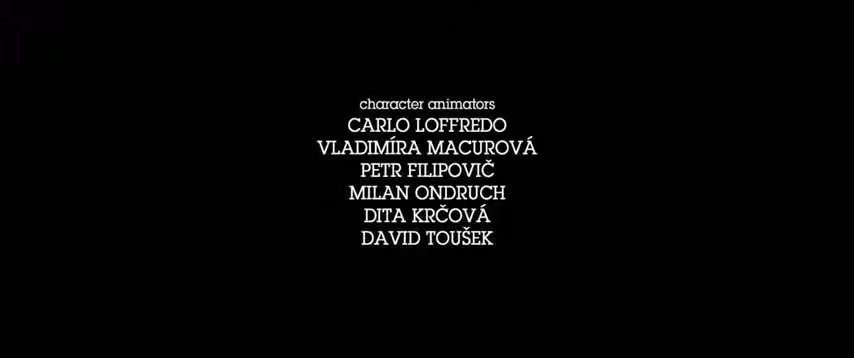 character animators
CARLO LOFFREDO
VLADIMÍRA MACUROVÁ
PETR FILIPOVIČ
MILAN ONDRUCH
DITA KRČOVÁ
DAVID TOUŠEK